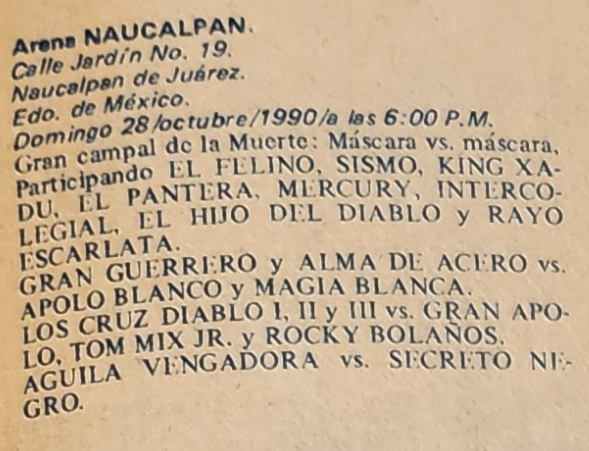 Arena NAUCALPAN.
Calle Jardín No. 19.
Naucalpan de Juárez.
Edo. de México.
Domingo 28/octubre/1990/a las 6:00 P.M.
Gran campal de la Muerte: Máscara vs. máscara,
Participando EL FELINO, SISMO, KING XA-
DU, EL PANTERA, MERCURY, INTERCO-
LEGIAL, EL HIJO DEL DIABLO y RAYO
ESCARLATA.
GRAN GUERRERO y ALMA DE ACERO vs.
APOLO BLANCO y MAGIA BLANCA.
LOS CRUZ DIABLO I, II y III vs. GRAN APO-
LO, TOM MIX JR. y ROCKY BOLAÑOS.
AGUILA VENGADORA vs. SECRETO NE-
GRO.